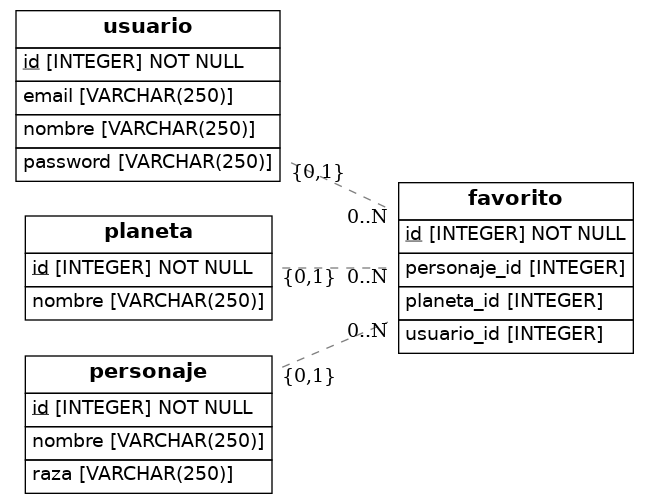 usuario
id [INTEGER] NOT NULL
email [VARCHAR(250)]
nombre [VARCHAR(250)]
password [VARCHAR(250)]
{0,1}
0..N
favorito
id [INTEGER] NOT NULL
personaje_id [INTEGER]
planeta_id [INTEGER]
usuario_id [INTEGER]
planeta
id [INTEGER] NOT NULL
nombre [VARCHAR(250)]
{0,1}
0..N
0..N
{0,1}
personaje
id [INTEGER] NOT NULL
nombre [VARCHAR(250)]
raza [VARCHAR(250)]